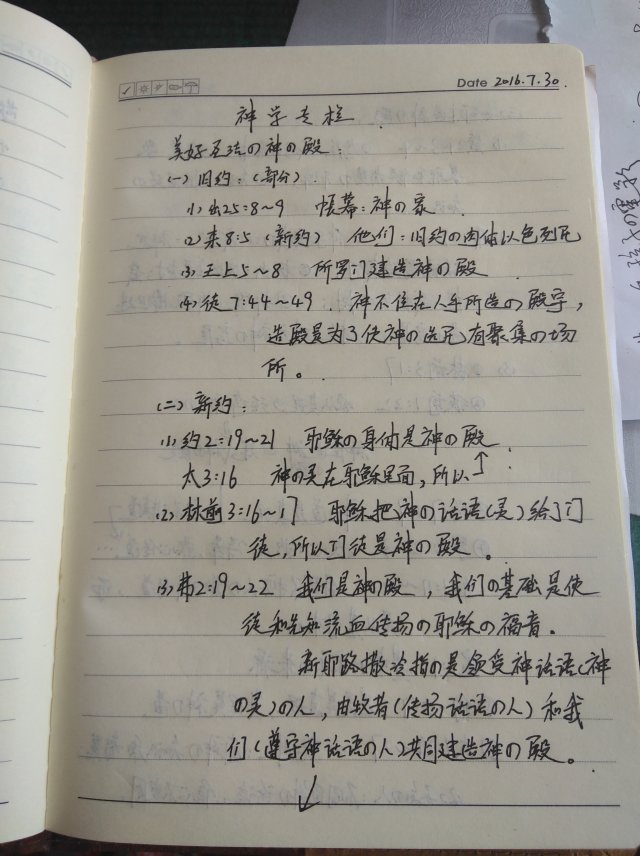 Date 2016.7.30.
神学专栏
美好无法の神の殿:
(一)旧约:(部分).
(1)出25:8~9 帐幕:神の家.
(2)来8:5(新约) 他们:旧约の肉体以色列民
(3)王上5~8 所罗门建造神の殿
(4)徒7:44~49. 神不住在人手所造の殿宇,
造殿是为了供神の选民有聚集の场
所。
(二)新约:
(1)约2:19~21 耶稣の身体是神の殿.
太3:16 神の灵在耶稣里面,所以↑.
(2)林前3:16~17 耶稣把神の话语(灵)给了门
徒,所以门徒是神の殿。
(3)弗2:19~22 我们是神の殿,我们の基础是使
徒和先知流血传扬の耶稣の福音。
新耶路撒冷指の是领受神话语(神
の灵)の人,由牧者(传扬话语の人)和我
们(遵守神话语の人)共同建造神の殿。
↓